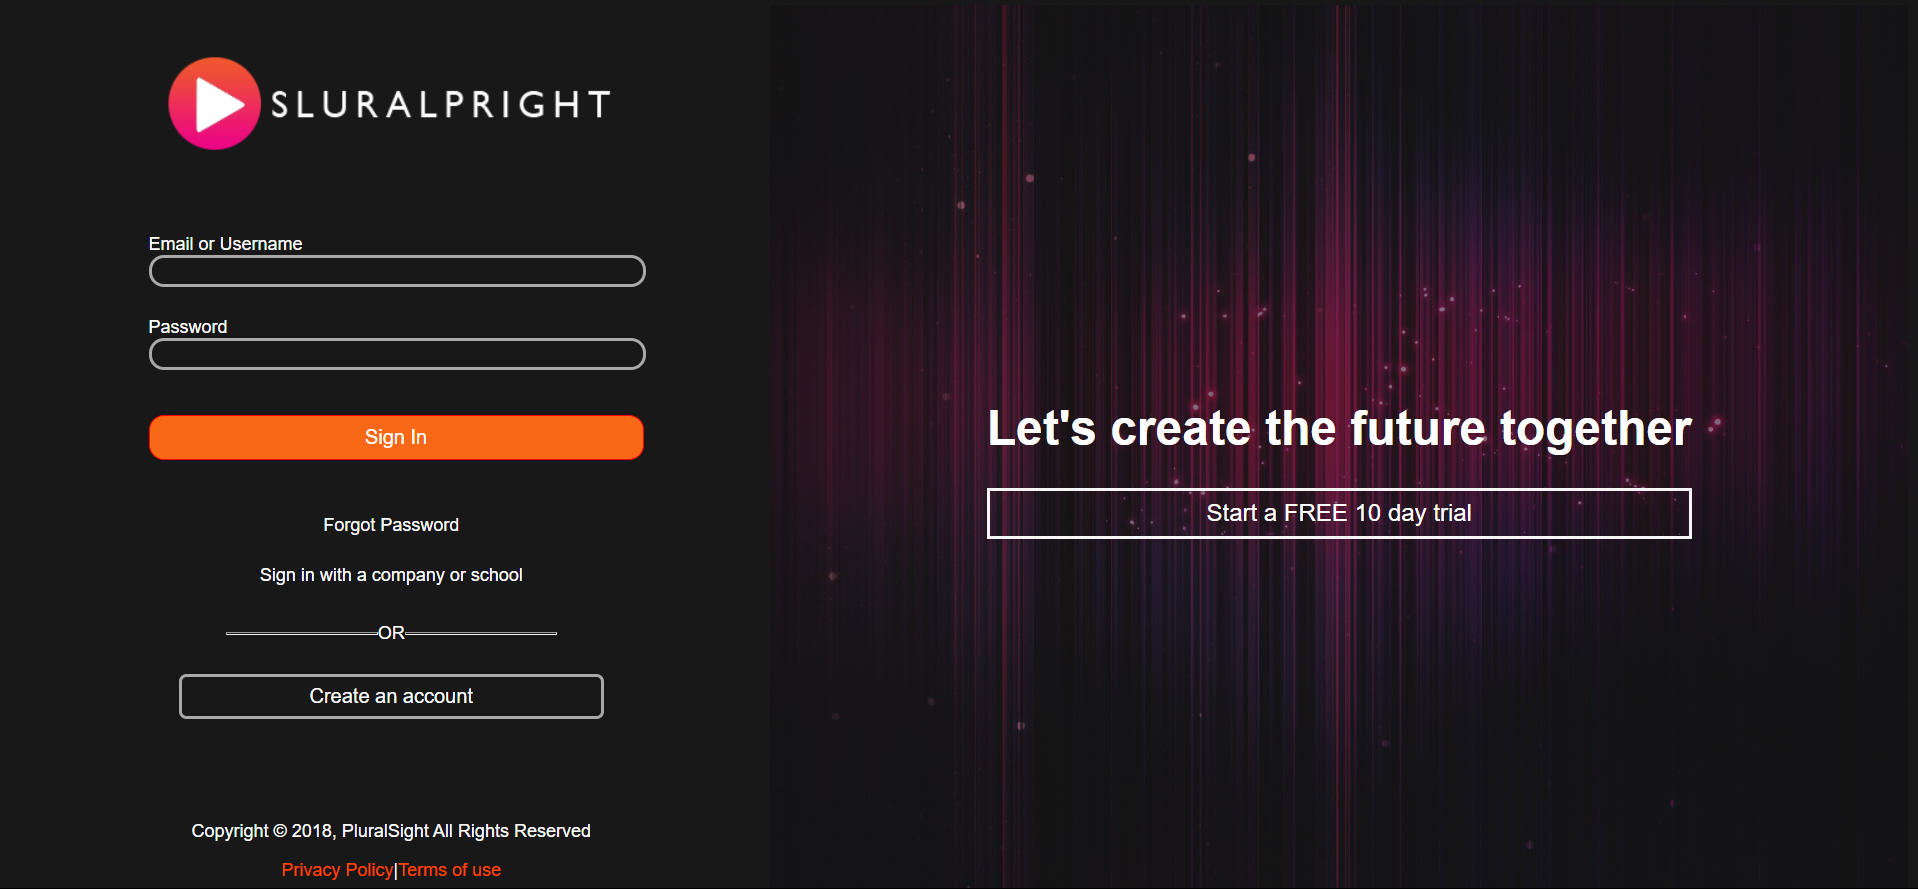 SLURALPRIGHT
Email or Username
Password
Sign In
Forgot Password
Sign in with a company or school
OR
Create an account
Copyright © 2018, PluralSight All Rights Reserved
Privacy Policy|Terms of use
Let's create the future together
Start a FREE 10 day trial